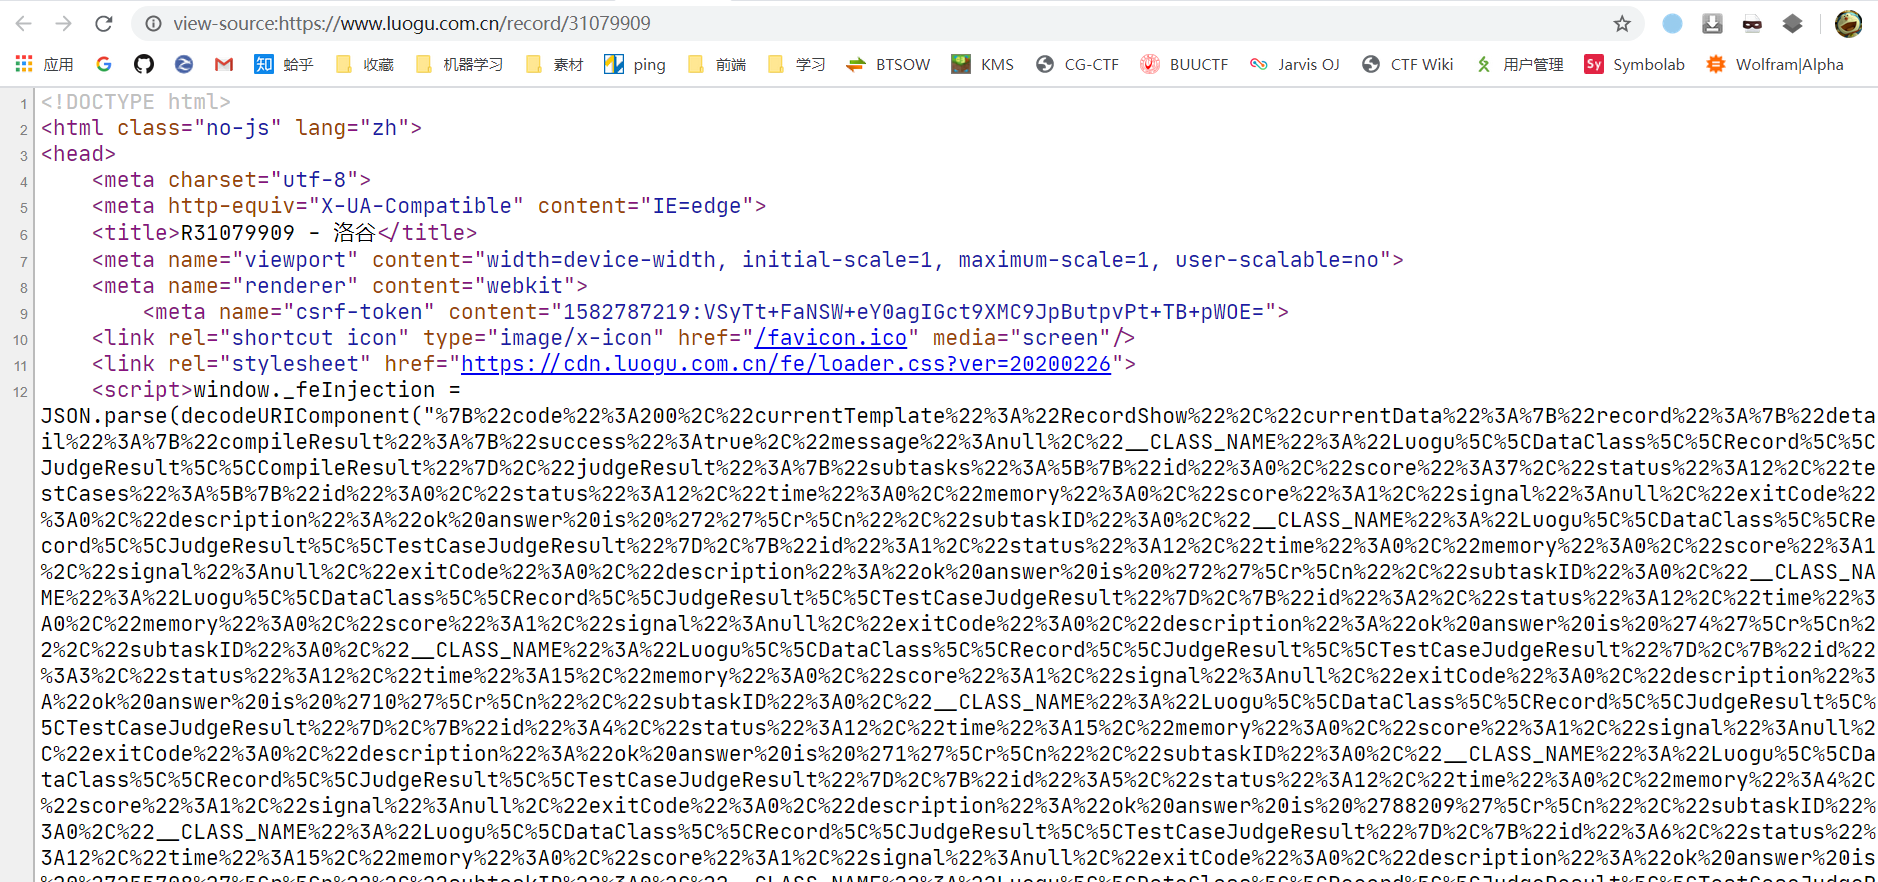 view-source:https://www.luogu.com.cn/record/31079909
应用 蛤乎 收藏 机器学习 素材 ping 前端 学习 BTSOW KMS CG-CTF BUUCTF Jarvis OJ CTF Wiki 用户管理 Sy Symbolab Wolfram|Alpha
1 <!DOCTYPE html>
2 <html class="no-js" lang="zh">
3 <head>
4 <meta charset="utf-8">
5 <meta http-equiv="X-UA-Compatible" content="IE=edge">
6 <title>R31079909 - 洛谷</title>
7 <meta name="viewport" content="width=device-width, initial-scale=1, maximum-scale=1, user-scalable=no">
8 <meta name="renderer" content="webkit">
9 <meta name="csrf-token" content="1582787219:VSyTt+FaNSW+eY0agIGct9XMC9JpButpvPt+TB+pWOE=">
10 <link rel="shortcut icon" type="image/x-icon" href="/favicon.ico" media="screen"/>
11 <link rel="stylesheet" href="https://cdn.luogu.com.cn/fe/loader.css?ver=20200226">
12 <script>window._feInjection =
JSON.parse(decodeURIComponent("%7B%22code%22%3A200%2C%22currentTemplate%22%3A%22RecordShow%22%2C%22currentData%22%3A%7B%22record%22%3A%7B%22deta
il%22%3A%7B%22compileResult%22%3A%7B%22success%22%3Atrue%2C%22message%22%3Anull%2C%22__CLASS_NAME%22%3A%22Luogu%5C%5CDataClass%5C%5CRecord%5C%5C
JudgeResult%5C%5CCompileResult%22%7D%2C%22judgeResult%22%3A%7B%22subtasks%22%3A%5B%7B%22id%22%3A0%2C%22score%22%3A37%2C%22status%22%3A12%2C%22te
stCases%22%3A%5B%7B%22id%22%3A0%2C%22status%22%3A12%2C%22time%22%3A0%2C%22memory%22%3A0%2C%22score%22%3A1%2C%22signal%22%3Anull%2C%22exitCode%22
%3A0%2C%22description%22%3A%22ok%20answer%20is%20%272%27%5Cr%5Cn%22%2C%22subtaskID%22%3A0%2C%22__CLASS_NAME%22%3A%22Luogu%5C%5CDataClass%5C%5CRe
cord%5C%5CJudgeResult%5C%5CTestCaseJudgeResult%22%7D%2C%7B%22id%22%3A1%2C%22status%22%3A12%2C%22time%22%3A0%2C%22memory%22%3A0%2C%22score%22%3A1
%2C%22signal%22%3Anull%2C%22exitCode%22%3A0%2C%22description%22%3A%22ok%20answer%20is%20%272%27%5Cr%5Cn%22%2C%22subtaskID%22%3A0%2C%22__CLASS_NA
ME%22%3A%22Luogu%5C%5CDataClass%5C%5CRecord%5C%5CJudgeResult%5C%5CTestCaseJudgeResult%22%7D%2C%7B%22id%22%3A2%2C%22status%22%3A12%2C%22time%22%3
A0%2C%22memory%22%3A0%2C%22score%22%3A1%2C%22signal%22%3Anull%2C%22exitCode%22%3A0%2C%22description%22%3A%22ok%20answer%20is%20%274%27%5Cr%5Cn%2
2%2C%22subtaskID%22%3A0%2C%22__CLASS_NAME%22%3A%22Luogu%5C%5CDataClass%5C%5CRecord%5C%5CJudgeResult%5C%5CTestCaseJudgeResult%22%7D%2C%7B%22id%22
%3A3%2C%22status%22%3A12%2C%22time%22%3A15%2C%22memory%22%3A0%2C%22score%22%3A1%2C%22signal%22%3Anull%2C%22exitCode%22%3A0%2C%22description%22%3
A%22ok%20answer%20is%20%2710%27%5Cr%5Cn%22%2C%22subtaskID%22%3A0%2C%22__CLASS_NAME%22%3A%22Luogu%5C%5CDataClass%5C%5CRecord%5C%5CJudgeResult%5C%
5CTestCaseJudgeResult%22%7D%2C%7B%22id%22%3A4%2C%22status%22%3A12%2C%22time%22%3A15%2C%22memory%22%3A0%2C%22score%22%3A1%2C%22signal%22%3Anull%2
C%22exitCode%22%3A0%2C%22description%22%3A%22ok%20answer%20is%20%271%27%5Cr%5Cn%22%2C%22subtaskID%22%3A0%2C%22__CLASS_NAME%22%3A%22Luogu%5C%5CDa
taClass%5C%5CRecord%5C%5CJudgeResult%5C%5CTestCaseJudgeResult%22%7D%2C%7B%22id%22%3A5%2C%22status%22%3A12%2C%22time%22%3A0%2C%22memory%22%3A4%2C
%22score%22%3A1%2C%22signal%22%3Anull%2C%22exitCode%22%3A0%2C%22description%22%3A%22ok%20answer%20is%20%2788209%27%5Cr%5Cn%22%2C%22subtaskID%22%
3A0%2C%22__CLASS_NAME%22%3A%22Luogu%5C%5CDataClass%5C%5CRecord%5C%5CJudgeResult%5C%5CTestCaseJudgeResult%22%7D%2C%7B%22id%22%3A6%2C%22status%22%
3A12%2C%22time%22%3A15%2C%22memory%22%3A0%2C%22score%22%3A1%2C%22signal%22%3Anull%2C%22exitCode%22%3A0%2C%22description%22%3A%22ok%20answer%20is